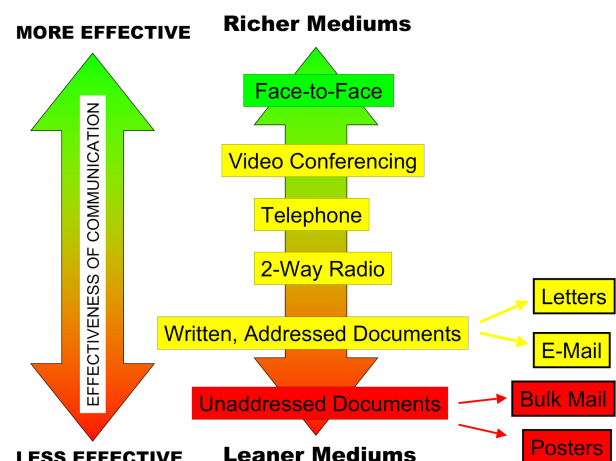 MORE EFFECTIVE
Richer Mediums
EFFECTIVENESS OF COMMUNICATION
Face-to-Face
Video Conferencing
Telephone
2-Way Radio
Written, Addressed Documents
Letters
E-Mail
Unaddressed Documents
Bulk Mail
Posters
LESS EFFECTIVE
Leaner Mediums